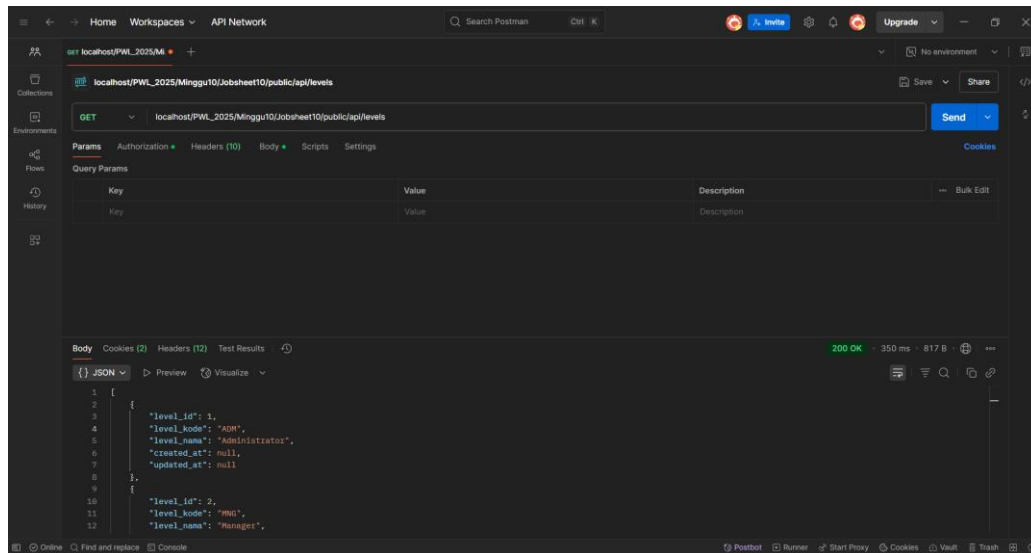 Home Workspaces API Network Search Postman Ctrl K Invite Upgrade
GET localhost/PWL_2025/Mi No environment
localhost/PWL_2025/Minggu10/Jobsheet10/public/api/levels Save Share
GET localhost/PWL_2025/Minggu10/Jobsheet10/public/api/levels Send
Params Authorization Headers (10) Body Scripts Settings Cookies
Query Params
Key Value Description Bulk Edit
Key Value Description
Collections
Environments
Flows
History
Body Cookies (2) Headers (12) Test Results 200 OK 350 ms 817 B
{} JSON Preview Visualize
1 [
2 {
3 "level_id": 1,
4 "level_kode": "ADM",
5 "level_nama": "Administrator",
6 "created_at": null,
7 "updated_at": null
8 },
9 {
10 "level_id": 2,
11 "level_kode": "MNG",
12 "level_nama": "Manager",
Online Find and replace Console Postbot Runner Start Proxy Cookies Vault Trash